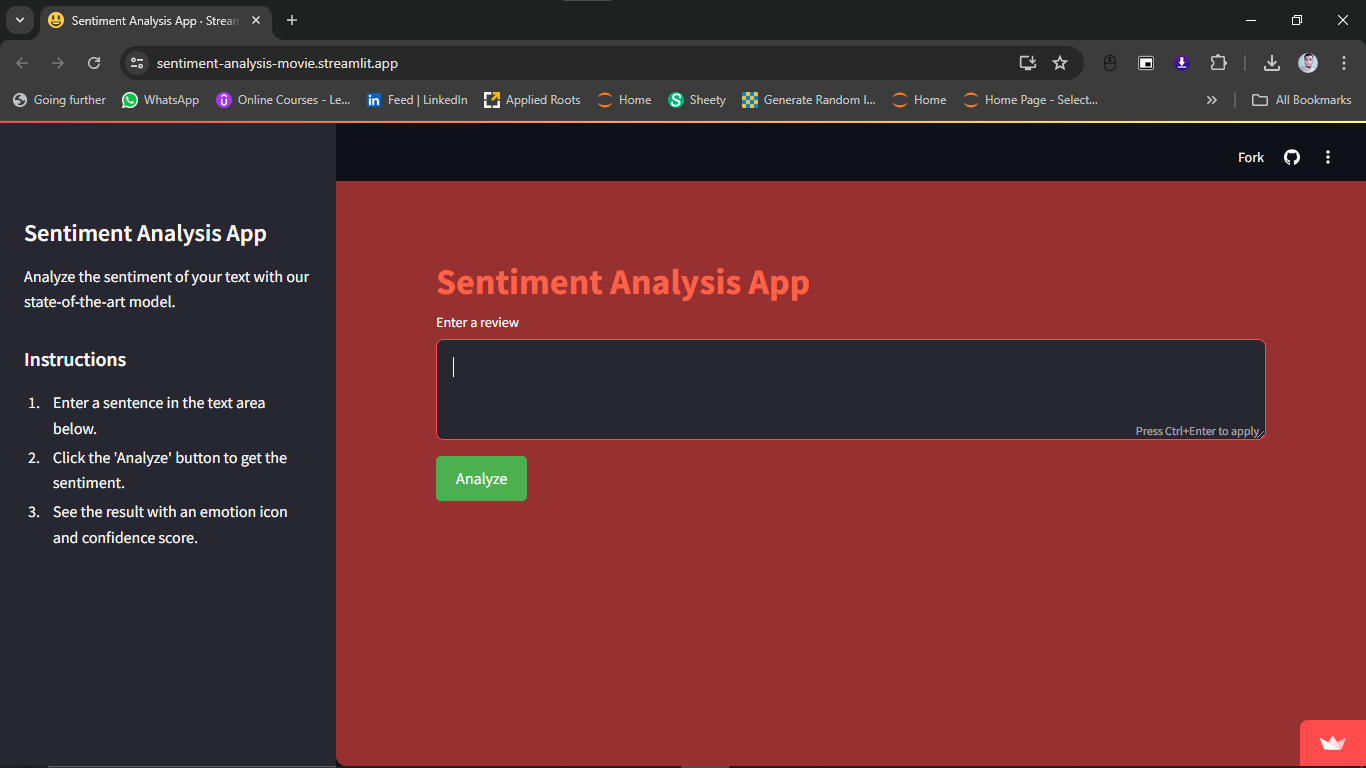 Sentiment Analysis App · Stream
sentiment-analysis-movie.streamlit.app
Going further
WhatsApp
Online Courses - Le...
Feed | LinkedIn
Applied Roots
Home
Sheety
Generate Random I...
Home
Home Page - Select...
All Bookmarks
Fork
Sentiment Analysis App
Analyze the sentiment of your text with our
state-of-the-art model.
Instructions
1. Enter a sentence in the text area
below.
2. Click the 'Analyze' button to get the
sentiment.
3. See the result with an emotion icon
and confidence score.
Sentiment Analysis App
Enter a review
Press Ctrl+Enter to apply
Analyze